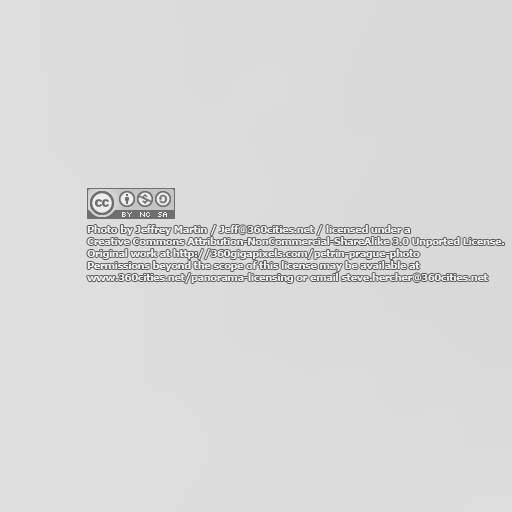 cc
BY NC SA
Photo by Jeffrey Martin / Jeff@360cities.net / licensed under a
Creative Commons Attribution-NonCommercial-ShareAlike 3.0 Unported License.
Original work at http://360gigapixels.com/petrin-prague-photo
Permissions beyond the scope of this license may be available at
www.360cities.net/panorama-licensing or email steve.hercher@360cities.net